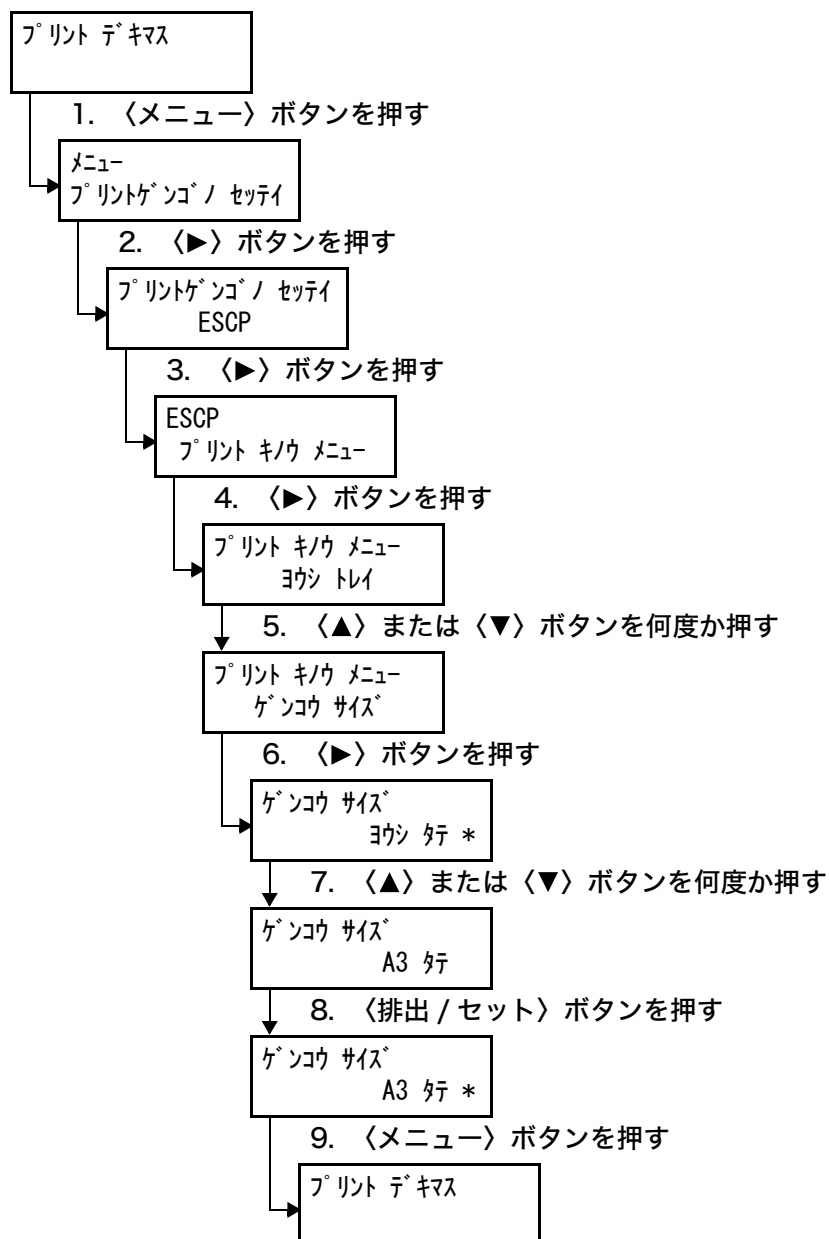 ﾌﾟﾘﾝﾄ ﾃﾞｷﾏｽ
1. 〈メニュー〉ボタンを押す
ﾒﾆｭｰ
ﾌﾟﾘﾝﾄｹﾞﾝｺﾞﾉ ｾｯﾃｲ
2. 〈▶〉ボタンを押す
ﾌﾟﾘﾝﾄｹﾞﾝｺﾞﾉ ｾｯﾃｲ
ESCP
3. 〈▶〉ボタンを押す
ESCP
ﾌﾟﾘﾝﾄ ｷﾉｳ ﾒﾆｭｰ
4. 〈▶〉ボタンを押す
ﾌﾟﾘﾝﾄ ｷﾉｳ ﾒﾆｭｰ
ﾖｳｼ ﾄﾚｲ
5. 〈▲〉または〈▼〉ボタンを何度か押す
ﾌﾟﾘﾝﾄ ｷﾉｳ ﾒﾆｭｰ
ｹﾞﾝｺｳ ｻｲｽﾞ
6. 〈▶〉ボタンを押す
ｹﾞﾝｺｳ ｻｲｽﾞ
ﾖｳｼ ﾀﾃ *
7. 〈▲〉または〈▼〉ボタンを何度か押す
ｹﾞﾝｺｳ ｻｲｽﾞ
A3 ﾀﾃ
8. 〈排出 / セット〉ボタンを押す
ｹﾞﾝｺｳ ｻｲｽﾞ
A3 ﾀﾃ *
9. 〈メニュー〉ボタンを押す
ﾌﾟﾘﾝﾄ ﾃﾞｷﾏｽ